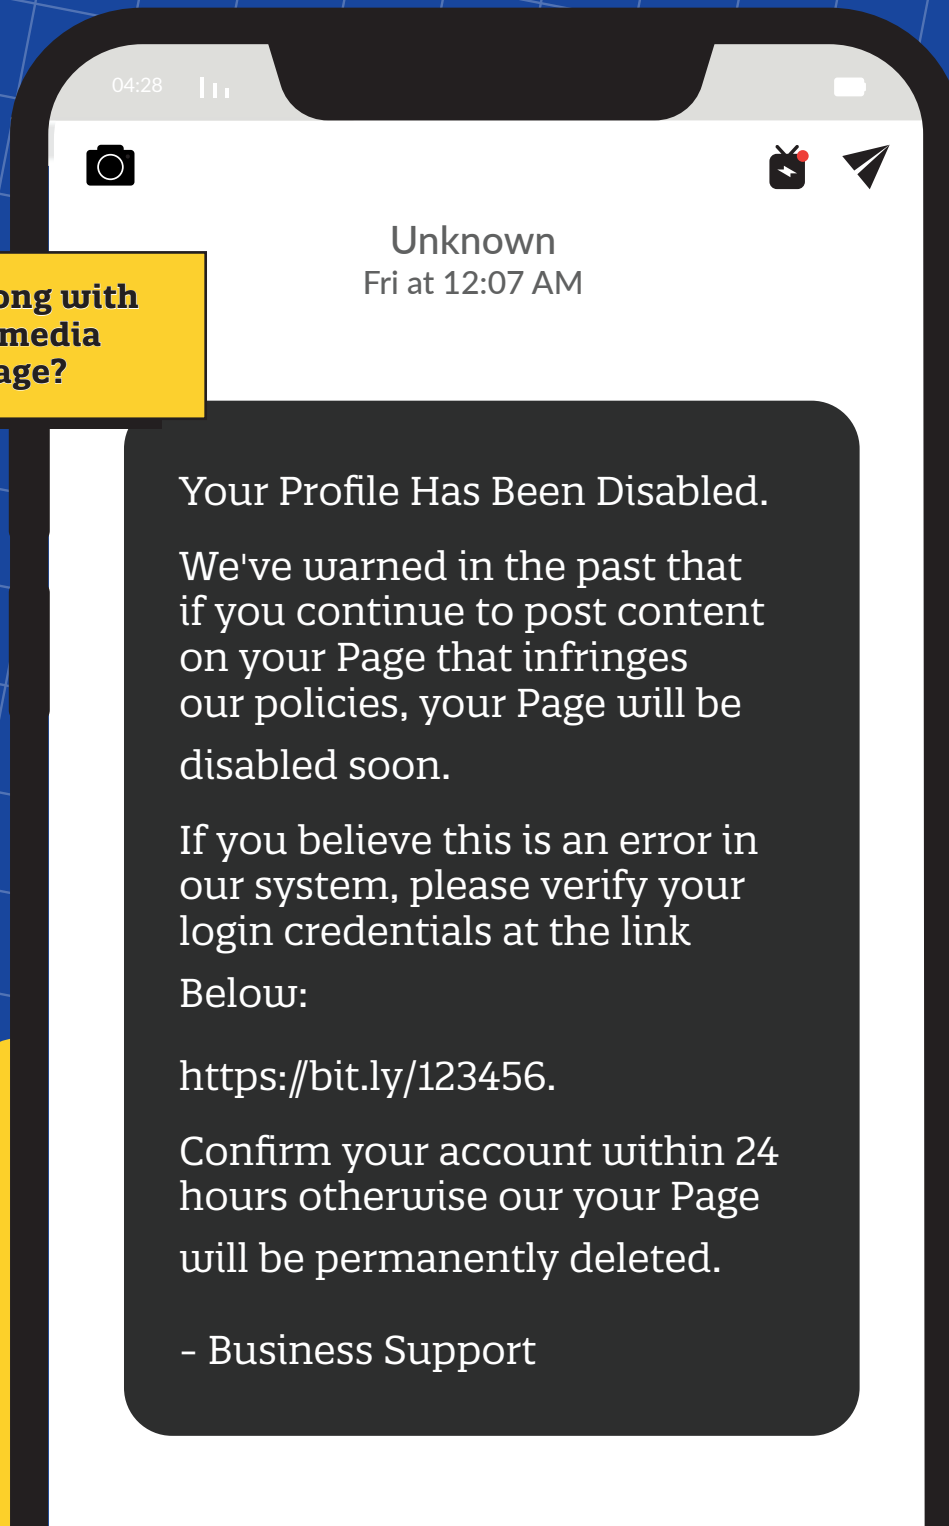 04:28
Unknown
Fri at 12:07 AM
ong with
media
age?
Your Profile Has Been Disabled.
We've warned in the past that
if you continue to post content
on your Page that infringes
our policies, your Page will be
disabled soon.
If you believe this is an error in
our system, please verify your
login credentials at the link
Below:
https://bit.ly/123456.
Confirm your account within 24
hours otherwise our your Page
will be permanently deleted.
- Business Support